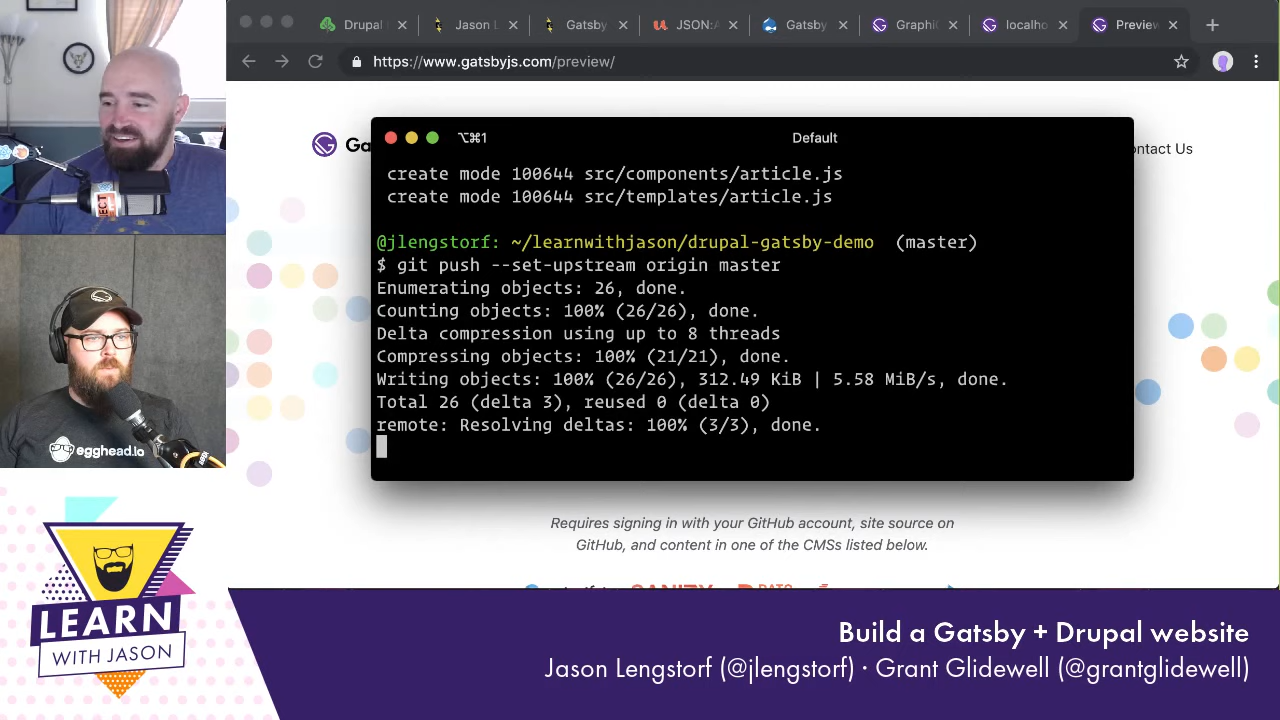 Drupal
Jason L
Gatsby
JSON:A
Gatsby
GraphiQ
localho
Preview
https://www.gatsbyjs.com/preview/
Ga
ontact Us
⌥⌘1
Default
create mode 100644 src/components/article.js
create mode 100644 src/templates/article.js
@jlengstorf: ~/learnwithjason/drupal-gatsby-demo (master)
$ git push --set-upstream origin master
Enumerating objects: 26, done.
Counting objects: 100% (26/26), done.
Delta compression using up to 8 threads
Compressing objects: 100% (21/21), done.
Writing objects: 100% (26/26), 312.49 KiB | 5.58 MiB/s, done.
Total 26 (delta 3), reused 0 (delta 0)
remote: Resolving deltas: 100% (3/3), done.
Requires signing in with your GitHub account, site source on
GitHub, and content in one of the CMSs listed below.
egghead.io
LEARN
WITH JASON
Build a Gatsby + Drupal website
Jason Lengstorf (@jlengstorf) · Grant Glidewell (@grantglidewell)